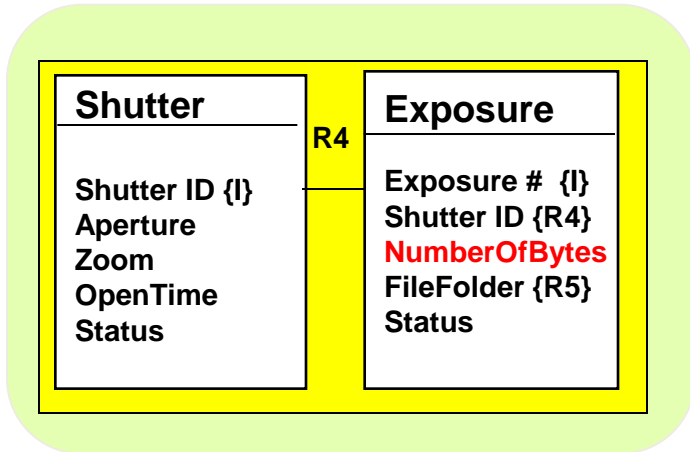 Shutter
Shutter ID {I}
Aperture
Zoom
OpenTime
Status
R4
Exposure
Exposure # {I}
Shutter ID {R4}
NumberOfBytes
FileFolder {R5}
Status